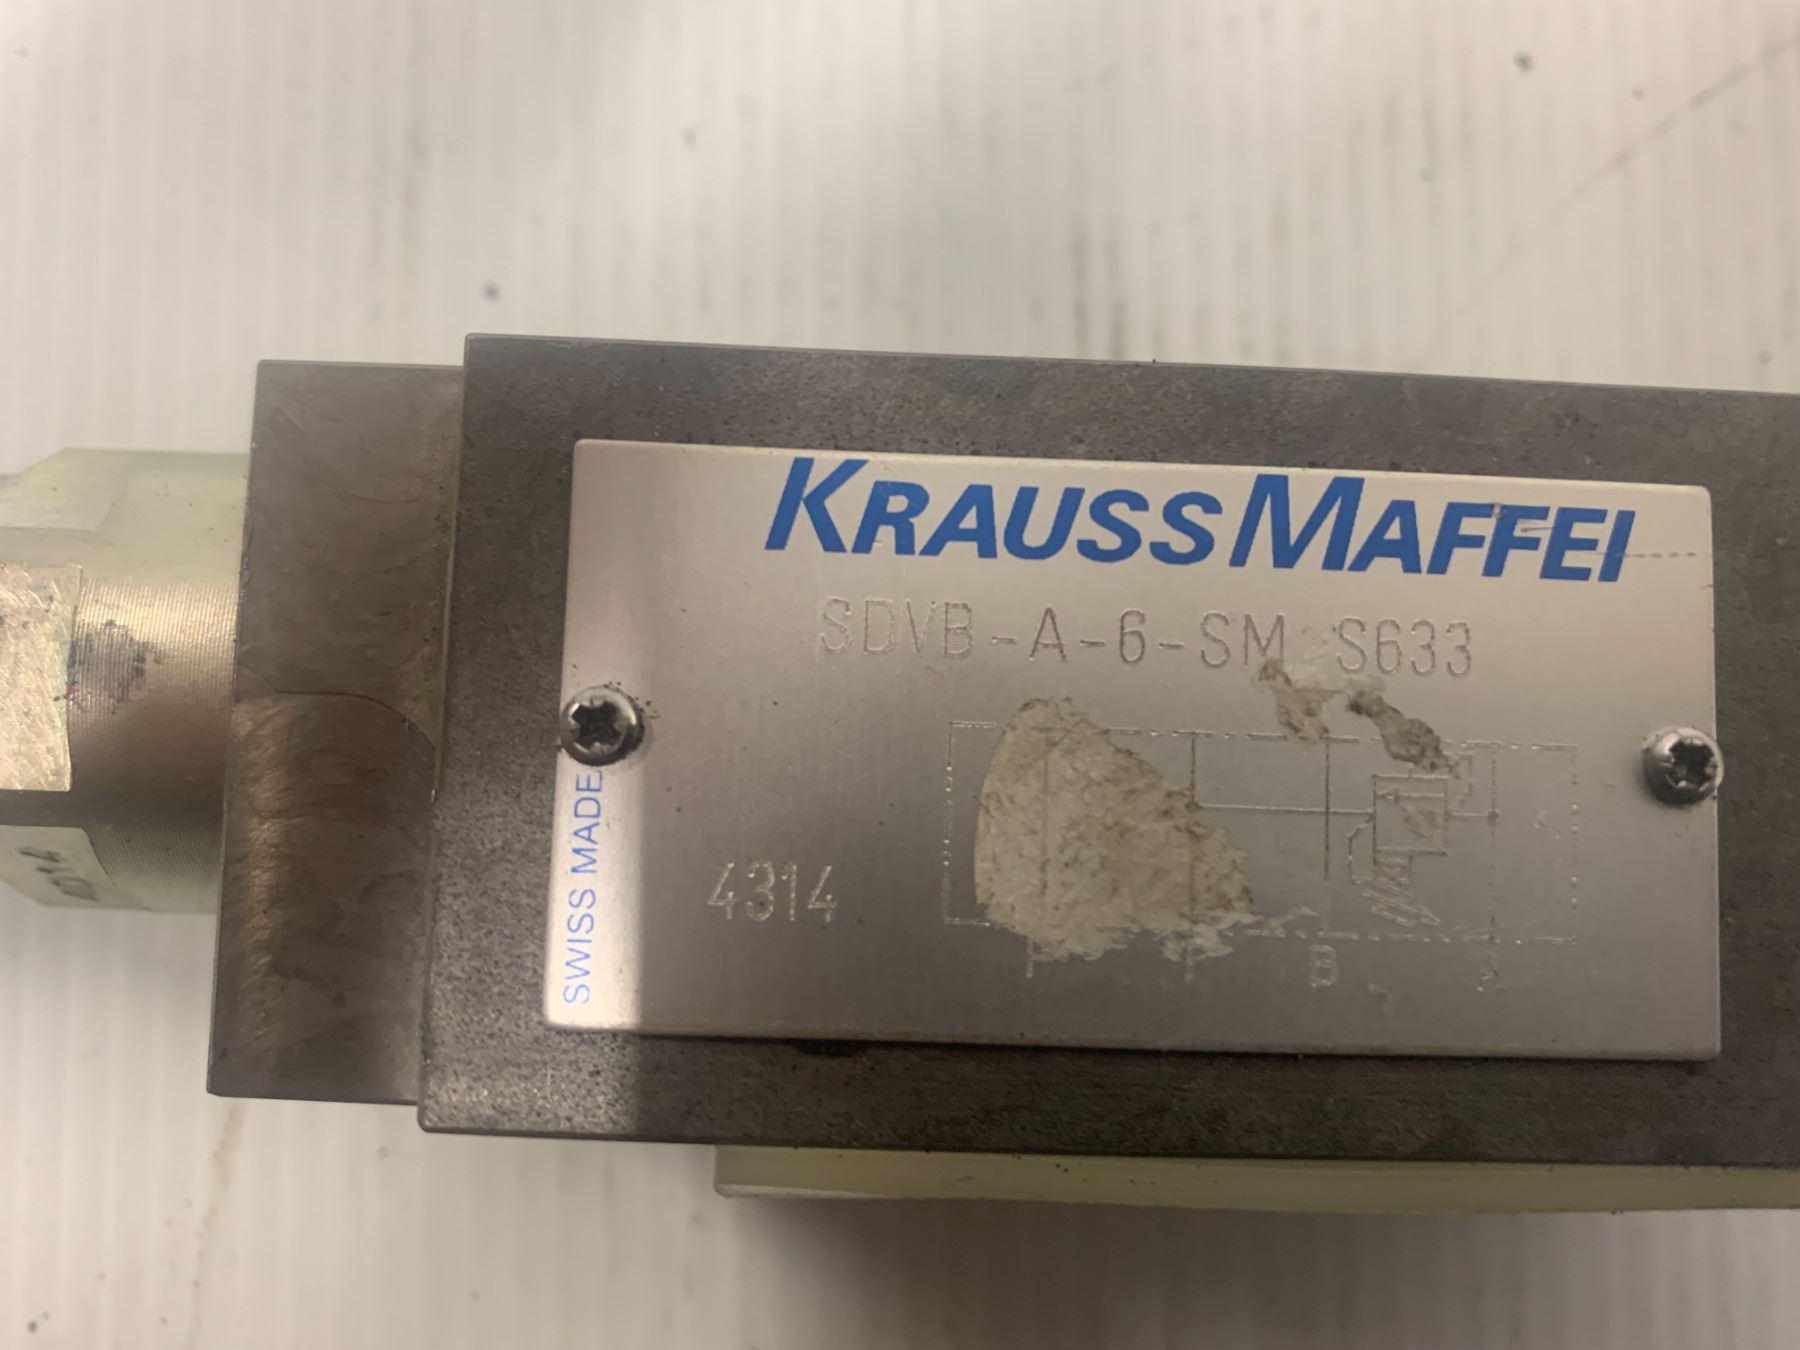 KRAUSSMAFFEI
SDVB-A-6-SM S633
SWISS MADE
4314